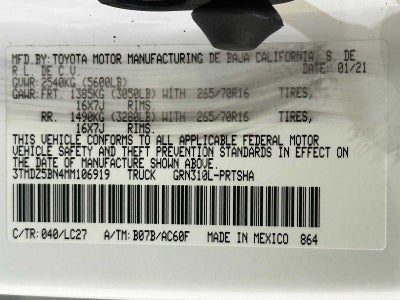 MFD.BY: TOYOTA MOTOR MANUFACTURING DE BAJA CALIFORNIA S. DE
R L. DE C.V. DATE: 01/21
GVWR: 2540KG (5600LB)
GAWR: FRT. 1385KG (3050LB) WITH 265/70R16 TIRES,
16X7J RIMS.
RR. 1490KG (3280LB) WITH 265/70R16 TIRES,
16X7J RIMS.
THIS VEHICLE CONFORMS TO ALL APPLICABLE FEDERAL MOTOR
VEHICLE SAFETY AND THEFT PREVENTION STANDARDS IN EFFECT ON
THE DATE OF MANUFACTURE SHOWN ABOVE.
3TMDZ5BN4MM106919 TRUCK GRN310L-PRTSHA
C/TR: 040/LC27 A/TM: B07B/AC60F MADE IN MEXICO 864